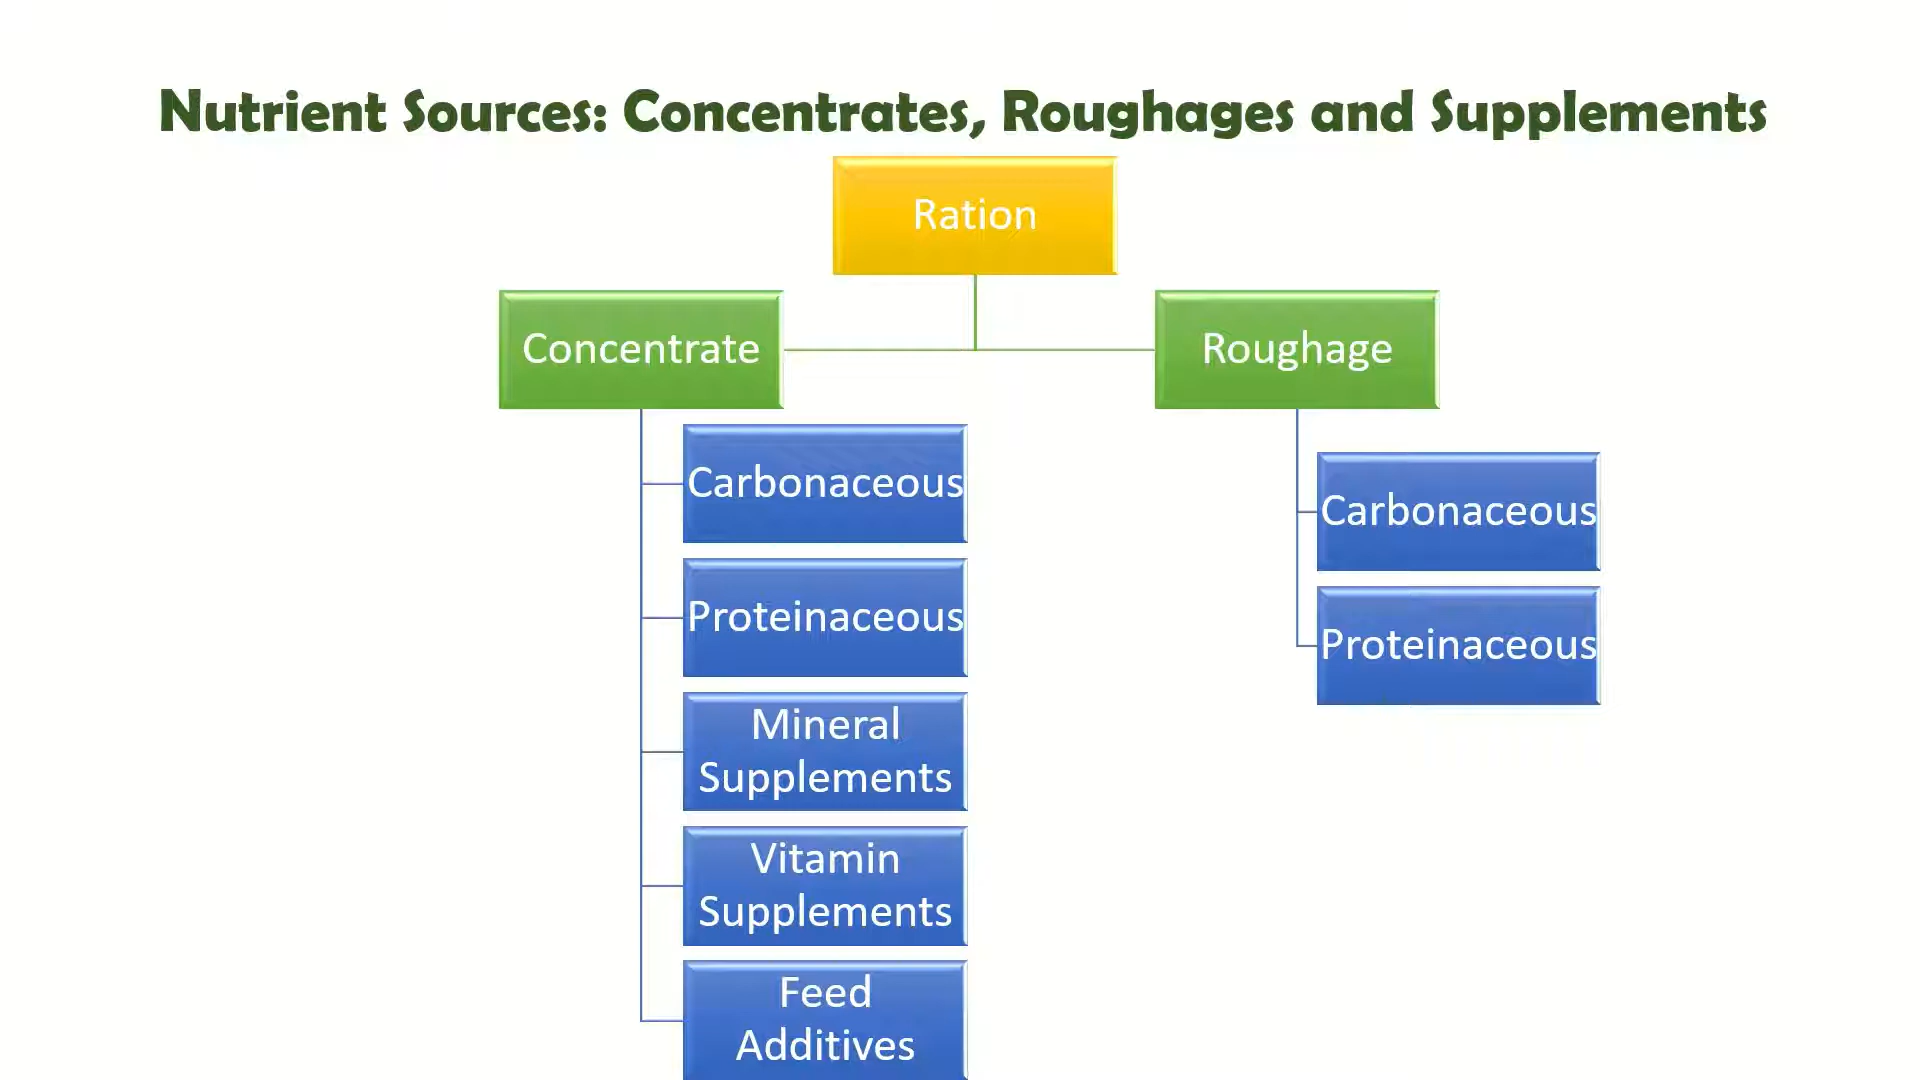 Nutrient Sources: Concentrates, Roughages and Supplements
Ration
Concentrate
Roughage
Carbonaceous
Proteinaceous
Mineral
Supplements
Vitamin
Supplements
Feed
Additives
Carbonaceous
Proteinaceous